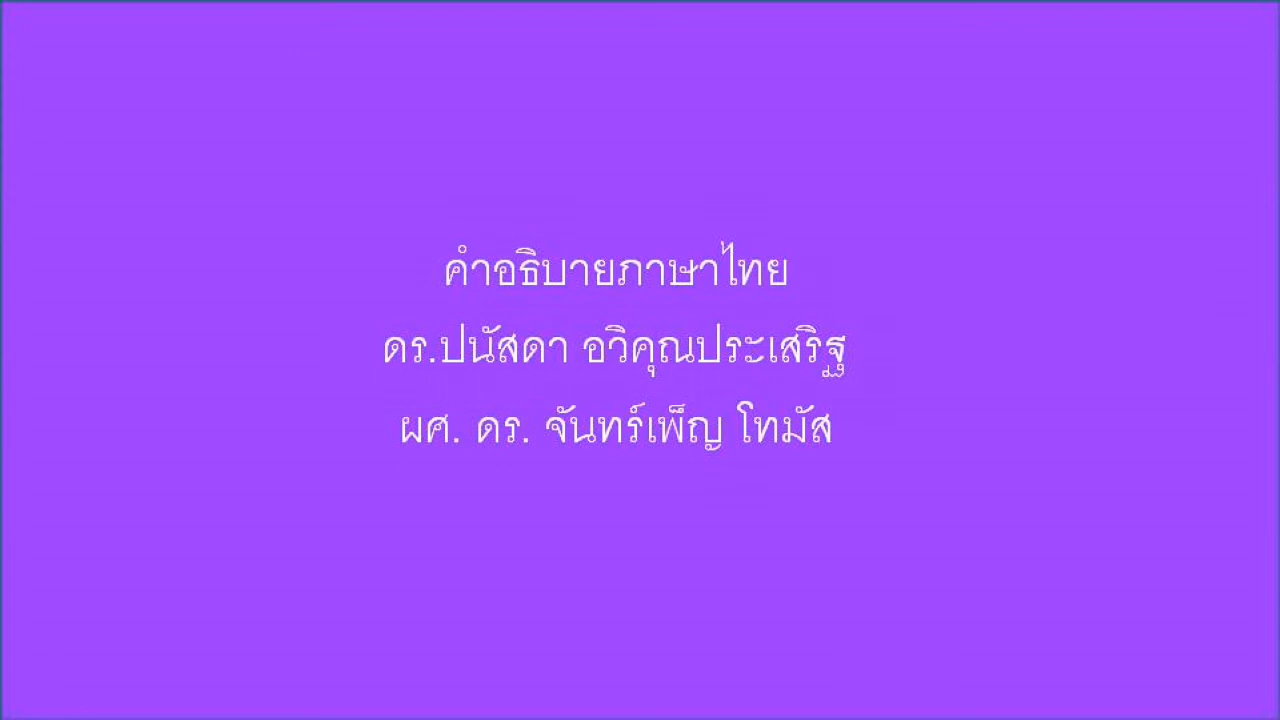 คำอธิบายภาษาไทย
ดร.ปนัสดา อวิคุณประเสริฐ
ผศ. ดร. จันทร์เพ็ญ โทมัส